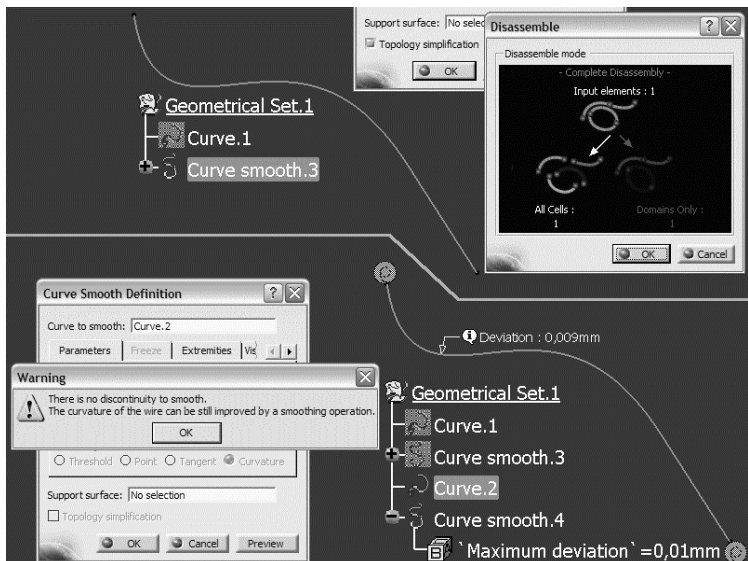 Support surface: No selec
Topology simplification
OK
Disassemble
Disassemble mode
- Complete Disassembly -
Input elements : 1
All Cells :
1
Domains Only :
1
OK
Cancel
Geometrical Set.1
Curve.1
Curve smooth.3
Curve Smooth Definition
Curve to smooth: Curve.2
Parameters Freeze Extremities Vis
Warning
There is no discontinuity to smooth.
The curvature of the wire can be still improved by a smoothing operation.
OK
Threshold Point Tangent Curvature
Support surface: No selection
Topology simplification
OK Cancel Preview
Deviation : 0,009mm
Geometrical Set.1
Curve.1
Curve smooth.3
Curve.2
Curve smooth.4
`Maximum deviation`=0,01mm